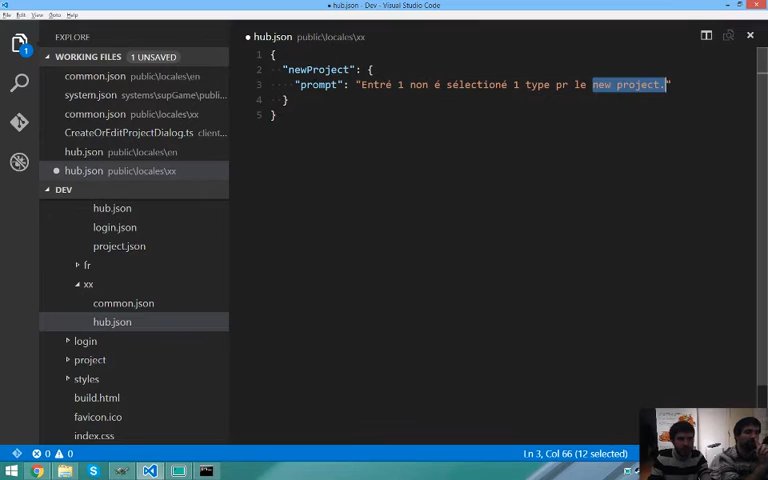 hub.json - Dev - Visual Studio Code
File Edit View Goto Help
EXPLORE
WORKING FILES 1 UNSAVED
common.json public\locales\en
system.json systems\supGame\public\...
common.json public\locales\xx
CreateOrEditProjectDialog.ts client...
hub.json public\locales\en
hub.json public\locales\xx
DEV
hub.json
login.json
project.json
fr
xx
common.json
hub.json
login
project
styles
build.html
favicon.ico
index.css
hub.json public\locales\xx
1 {
2 "newProject": {
3 "prompt": "Entré 1 non é sélectioné 1 type pr le new project."
4 }
5 }
0 0
Ln 3, Col 66 (12 selected)